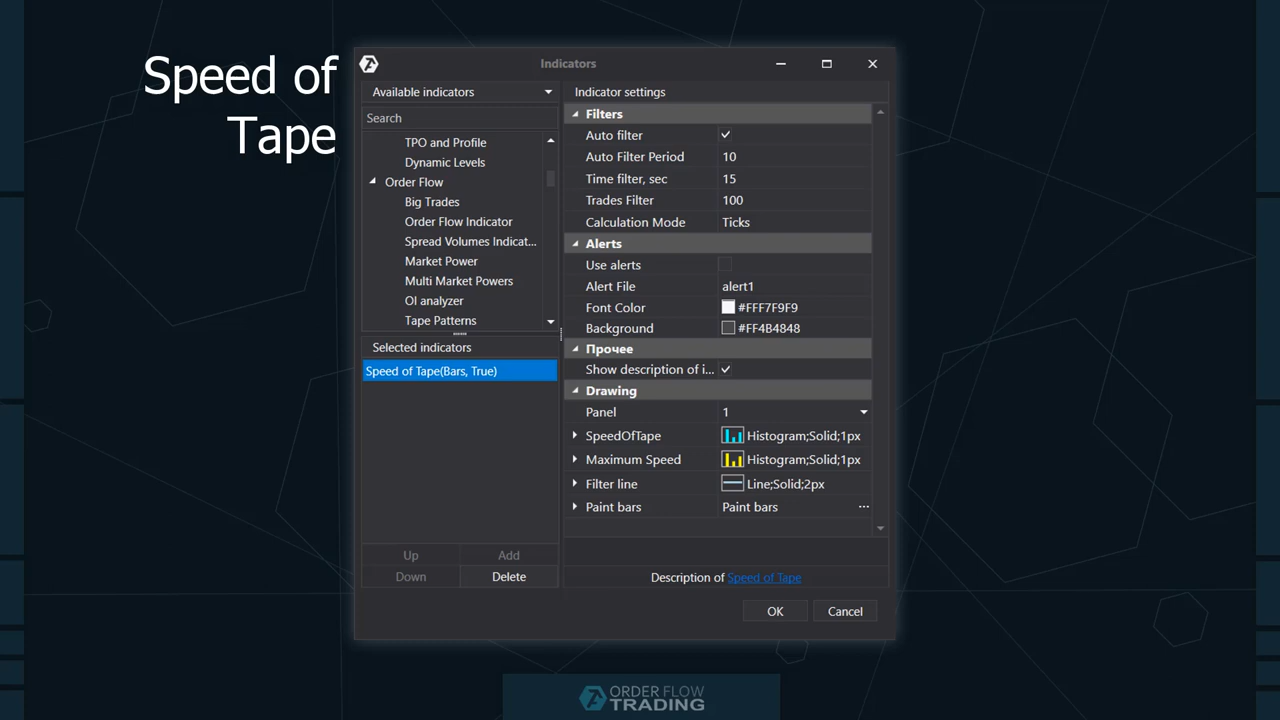 Speed of
Tape
Indicators
Available indicators
Search
TPO and Profile
Dynamic Levels
Order Flow
Big Trades
Order Flow Indicator
Spread Volumes Indicat...
Market Power
Multi Market Powers
OI analyzer
Tape Patterns
Selected indicators
Speed of Tape(Bars, True)
Up
Add
Down
Delete
Indicator settings
Filters
Auto filter
Auto Filter Period 10
Time filter, sec 15
Trades Filter 100
Calculation Mode Ticks
Alerts
Use alerts
Alert File alert1
Font Color #FFF7F9F9
Background #FF4B4848
Прочее
Show description of i...
Drawing
Panel 1
SpeedOfTape Histogram;Solid;1px
Maximum Speed Histogram;Solid;1px
Filter line Line;Solid;2px
Paint bars Paint bars ...
Description of Speed of Tape
OK Cancel
ORDER FLOW
TRADING